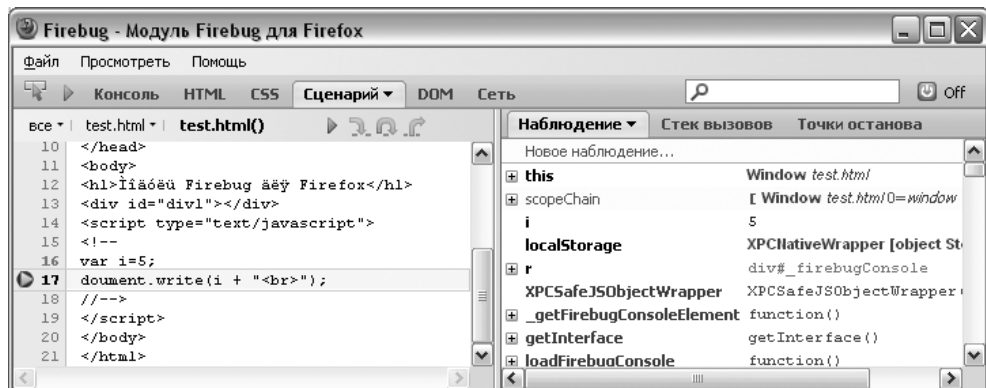 Firebug - Модуль Firebug для Firefox
Файл Просмотреть Помощь
Консоль HTML CSS Сценарий DOM Сеть Off
все test.html test.html()
10 </head>
11 <body>
12 <h1>Ìîäóëü Firebug äëÿ Firefox</h1>
13 <div id="div1"></div>
14 <script type="text/javascript">
15 <!--
16 var i=5;
17 doument.write(i + "<br>");
18 //-->
19 </script>
20 </body>
21 </html>
Наблюдение Стек вызовов Точки останова
Новое наблюдение...
this Window test.html
scopeChain [ Window test.html 0=window
i 5
localStorage XPCNativeWrapper [object St
r div#_firebugConsole
XPCSafeJSObjectWrapper XPCSafeJSObjectWrapper
_getFirebugConsoleElement function()
getInterface getInterface()
loadFirebugConsole function()